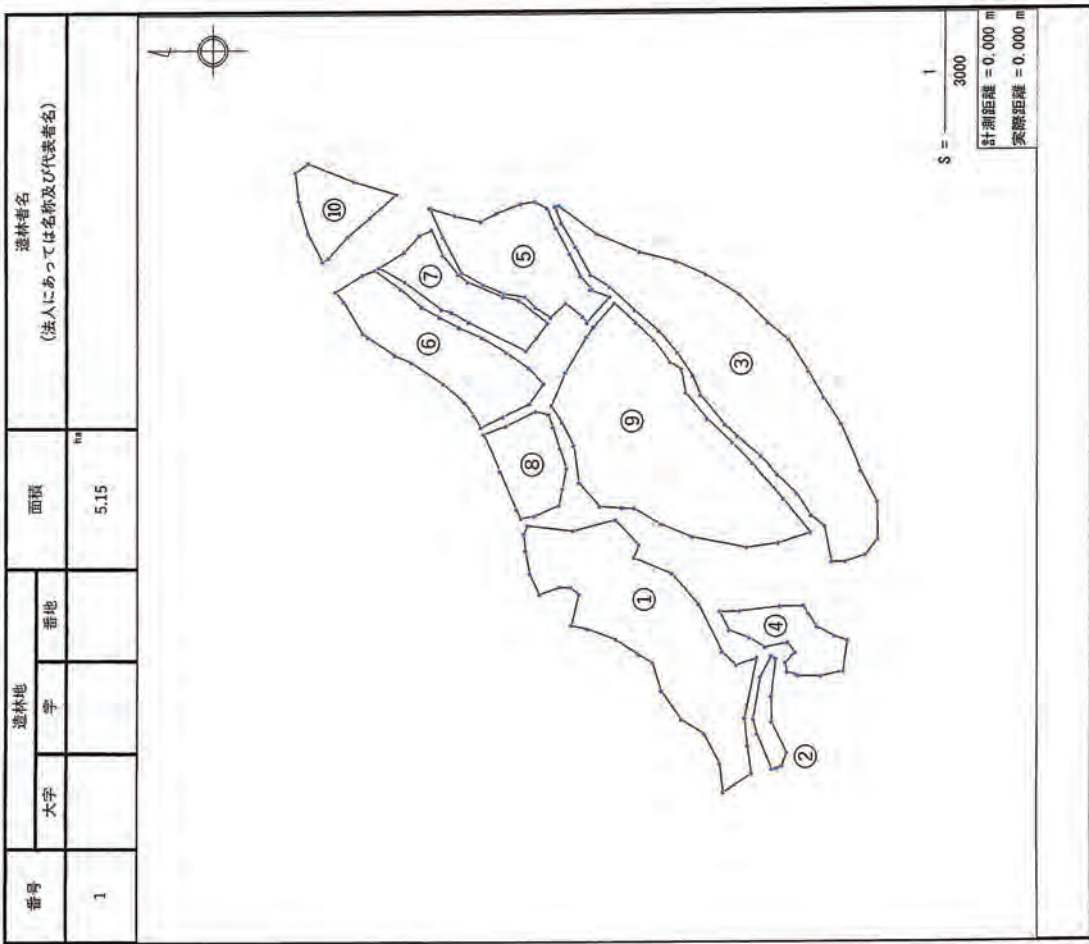 番号
造林地
大字
字
番地
面積
造林者名
(法人にあっては名称及び代表者名)
1
5.15
ha
①
②
③
④
⑤
⑥
⑦
⑧
⑨
⑩
S = 1
3000
計測距離 = 0.000 m
実際距離 = 0.000 m